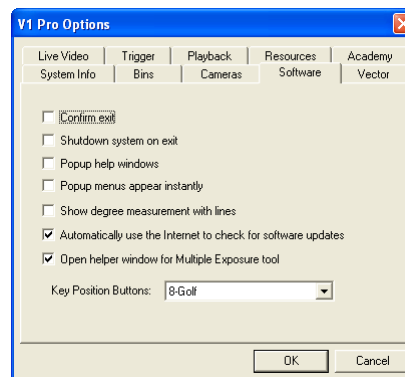 V1 Pro Options
Live Video Trigger Playback Resources Academy
System Info Bins Cameras Software Vector
Confirm exit
Shutdown system on exit
Popup help windows
Popup menus appear instantly
Show degree measurement with lines
Automatically use the Internet to check for software updates
Open helper window for Multiple Exposure tool
Key Position Buttons: 8-Golf
OK Cancel